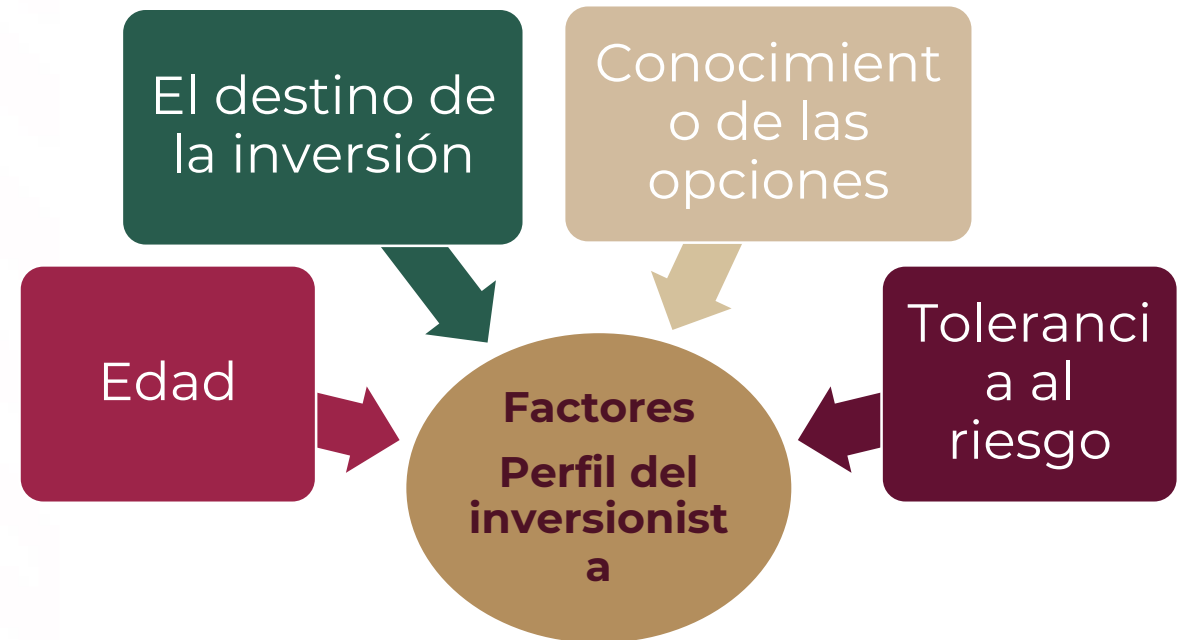 El destino de
la inversión
Conocimient
o de las
opciones
Edad
Toleranci
a al
riesgo
Factores
Perfil del
inversionist
a